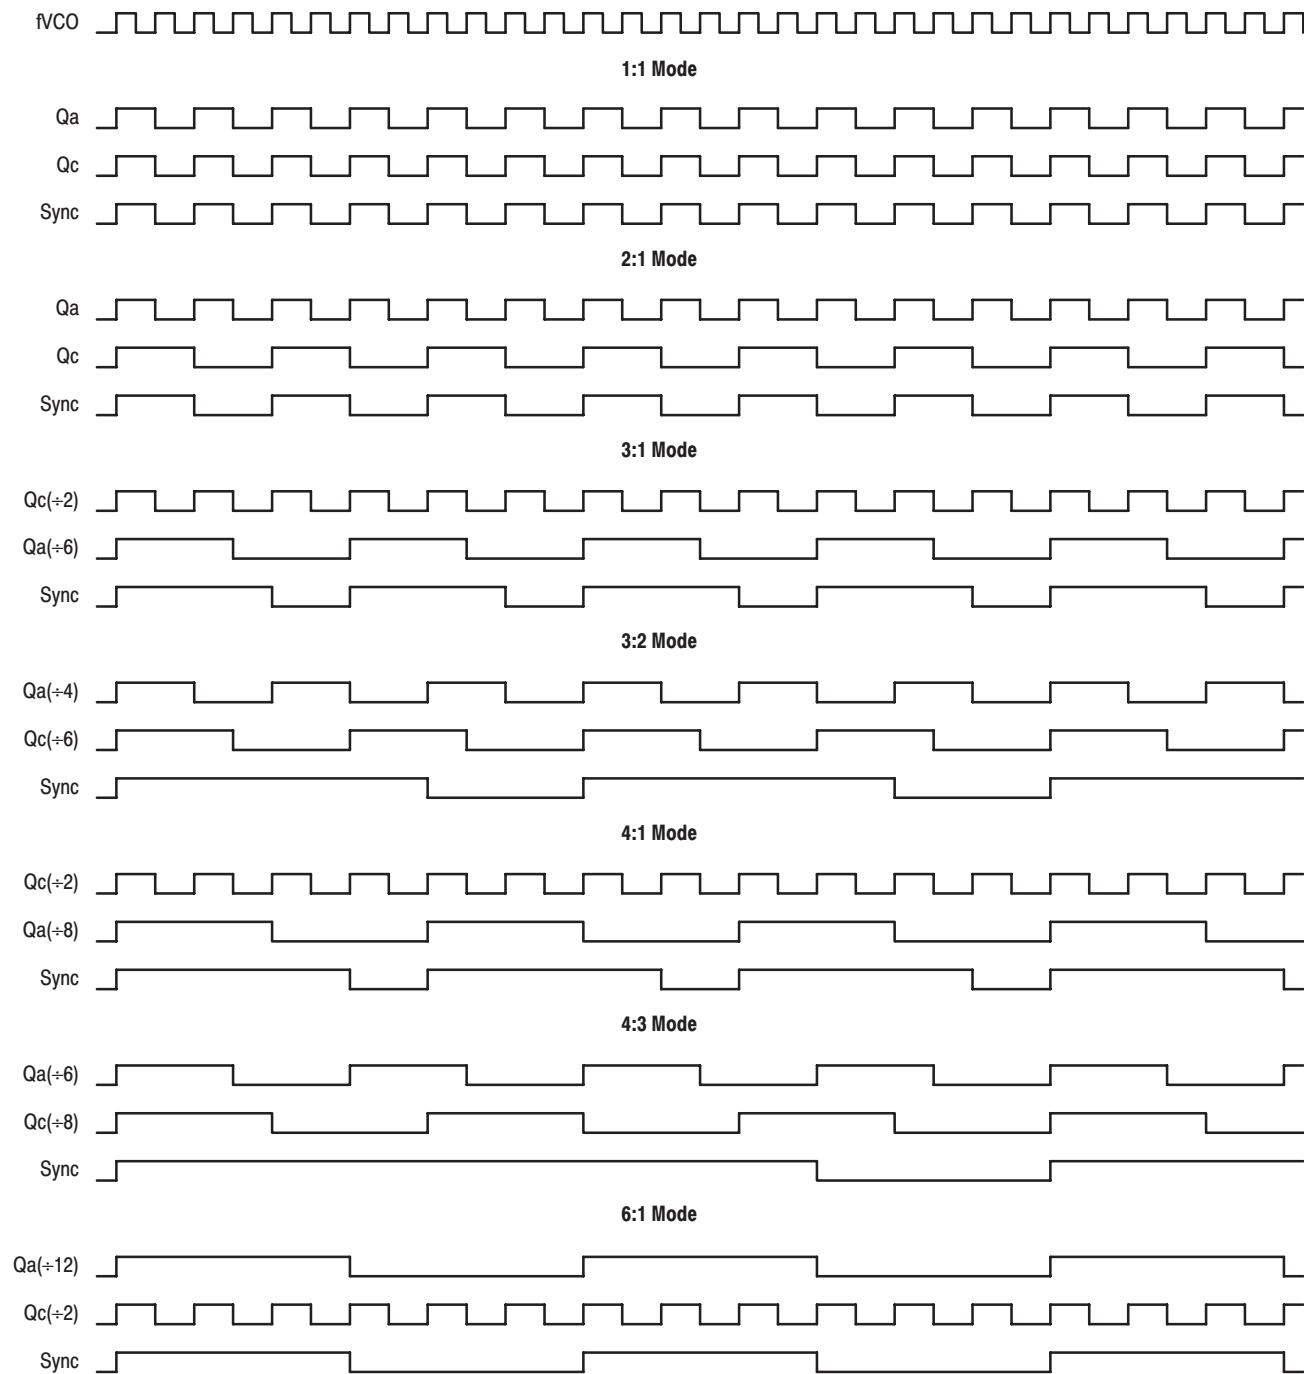 fVCO
1:1 Mode
Qa
Qc
Sync
2:1 Mode
Qa
Qc
Sync
3:1 Mode
Qc(÷2)
Qa(÷6)
Sync
3:2 Mode
Qa(÷4)
Qc(÷6)
Sync
4:1 Mode
Qc(÷2)
Qa(÷8)
Sync
4:3 Mode
Qa(÷6)
Qc(÷8)
Sync
6:1 Mode
Qa(÷12)
Qc(÷2)
Sync